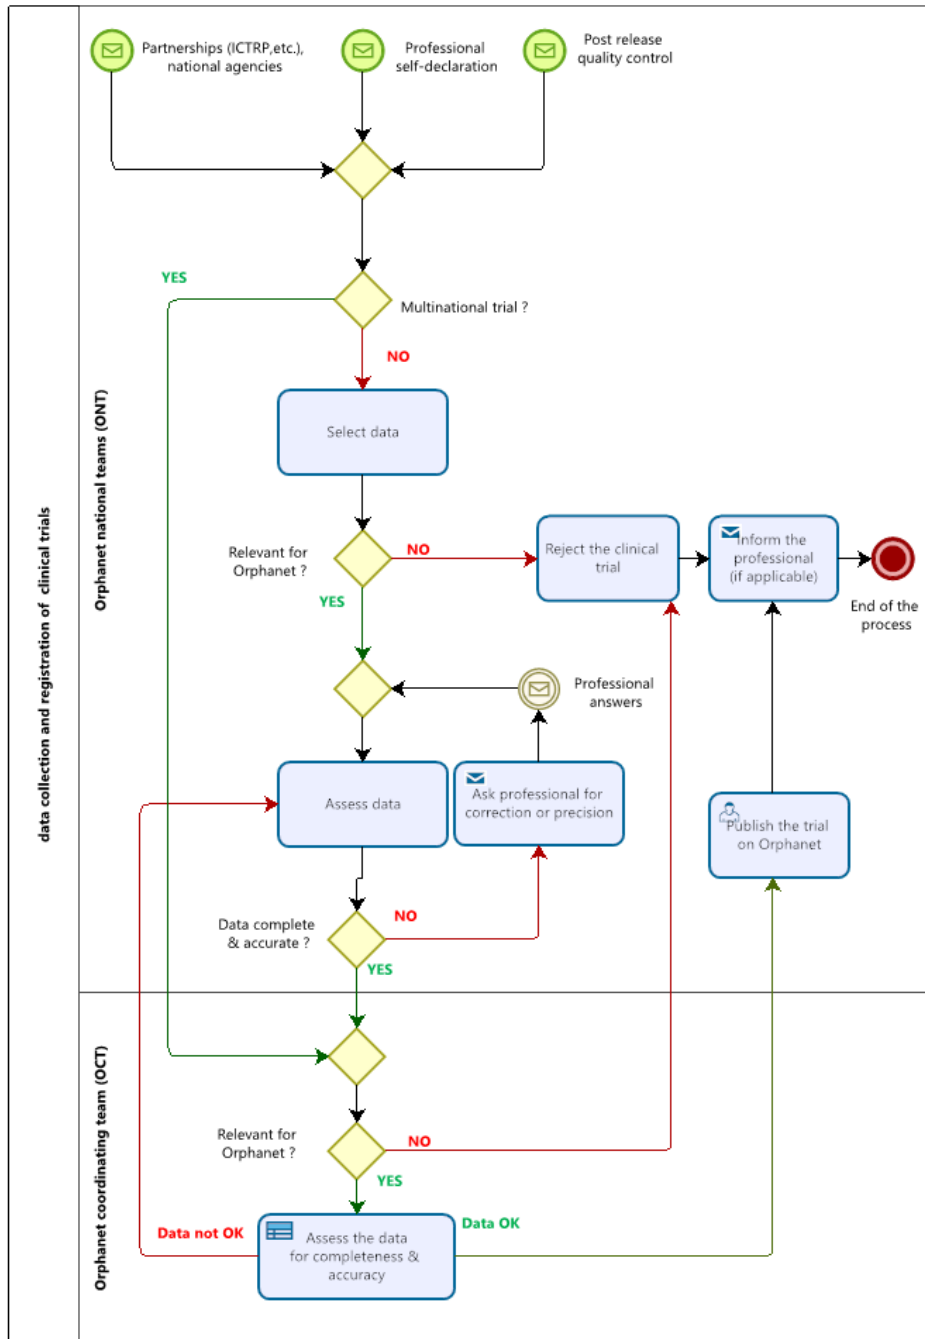 Partnerships (ICTRP,etc.),
national agencies
Professional
self-declaration
Post release
quality control
YES
Multinational trial ?
NO
Select data
Relevant for
Orphanet ?
NO
YES
Reject the clinical
trial
Inform the
professional
(if applicable)
End of the
process
Professional
answers
Assess data
Ask professional for
correction or precision
Publish the trial
on Orphanet
Data complete
& accurate ?
NO
YES
Relevant for
Orphanet ?
NO
YES
Data not OK
Data OK
Assess the data
for completeness &
accuracy
data collection and registration of clinical trials
Orphanet national teams (ONT)
Orphanet coordinating team (OCT)